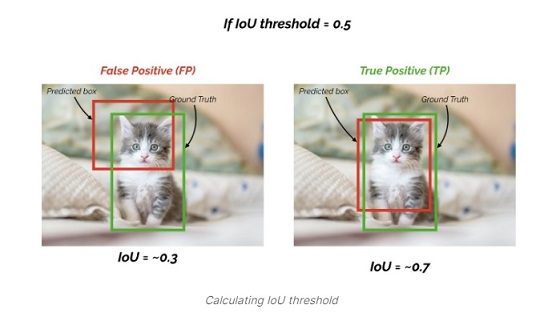 If IoU threshold = 0.5
False Positive (FP)
True Positive (TP)
Predicted box
Ground Truth
Predicted box
Ground Truth
IoU = ~0.3
IoU = ~0.7
Calculating IoU threshold